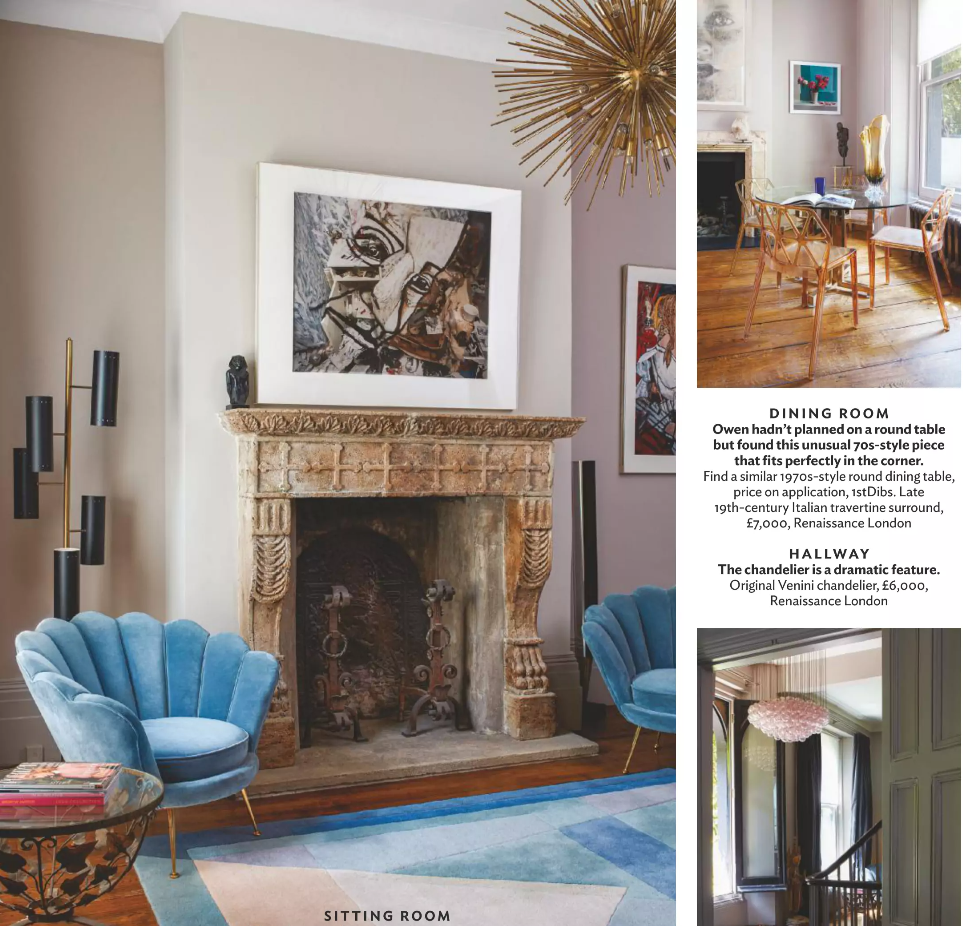 DINING ROOM
Owen hadn't planned on a round table
but found this unusual 70s-style piece
that fits perfectly in the corner.
Find a similar 1970s-style round dining table,
price on application, 1stDibs. Late
19th-century Italian travertine surround,
£7,000, Renaissance London
HALLWAY
The chandelier is a dramatic feature.
Original Venini chandelier, £6,000,
Renaissance London
SITTING ROOM